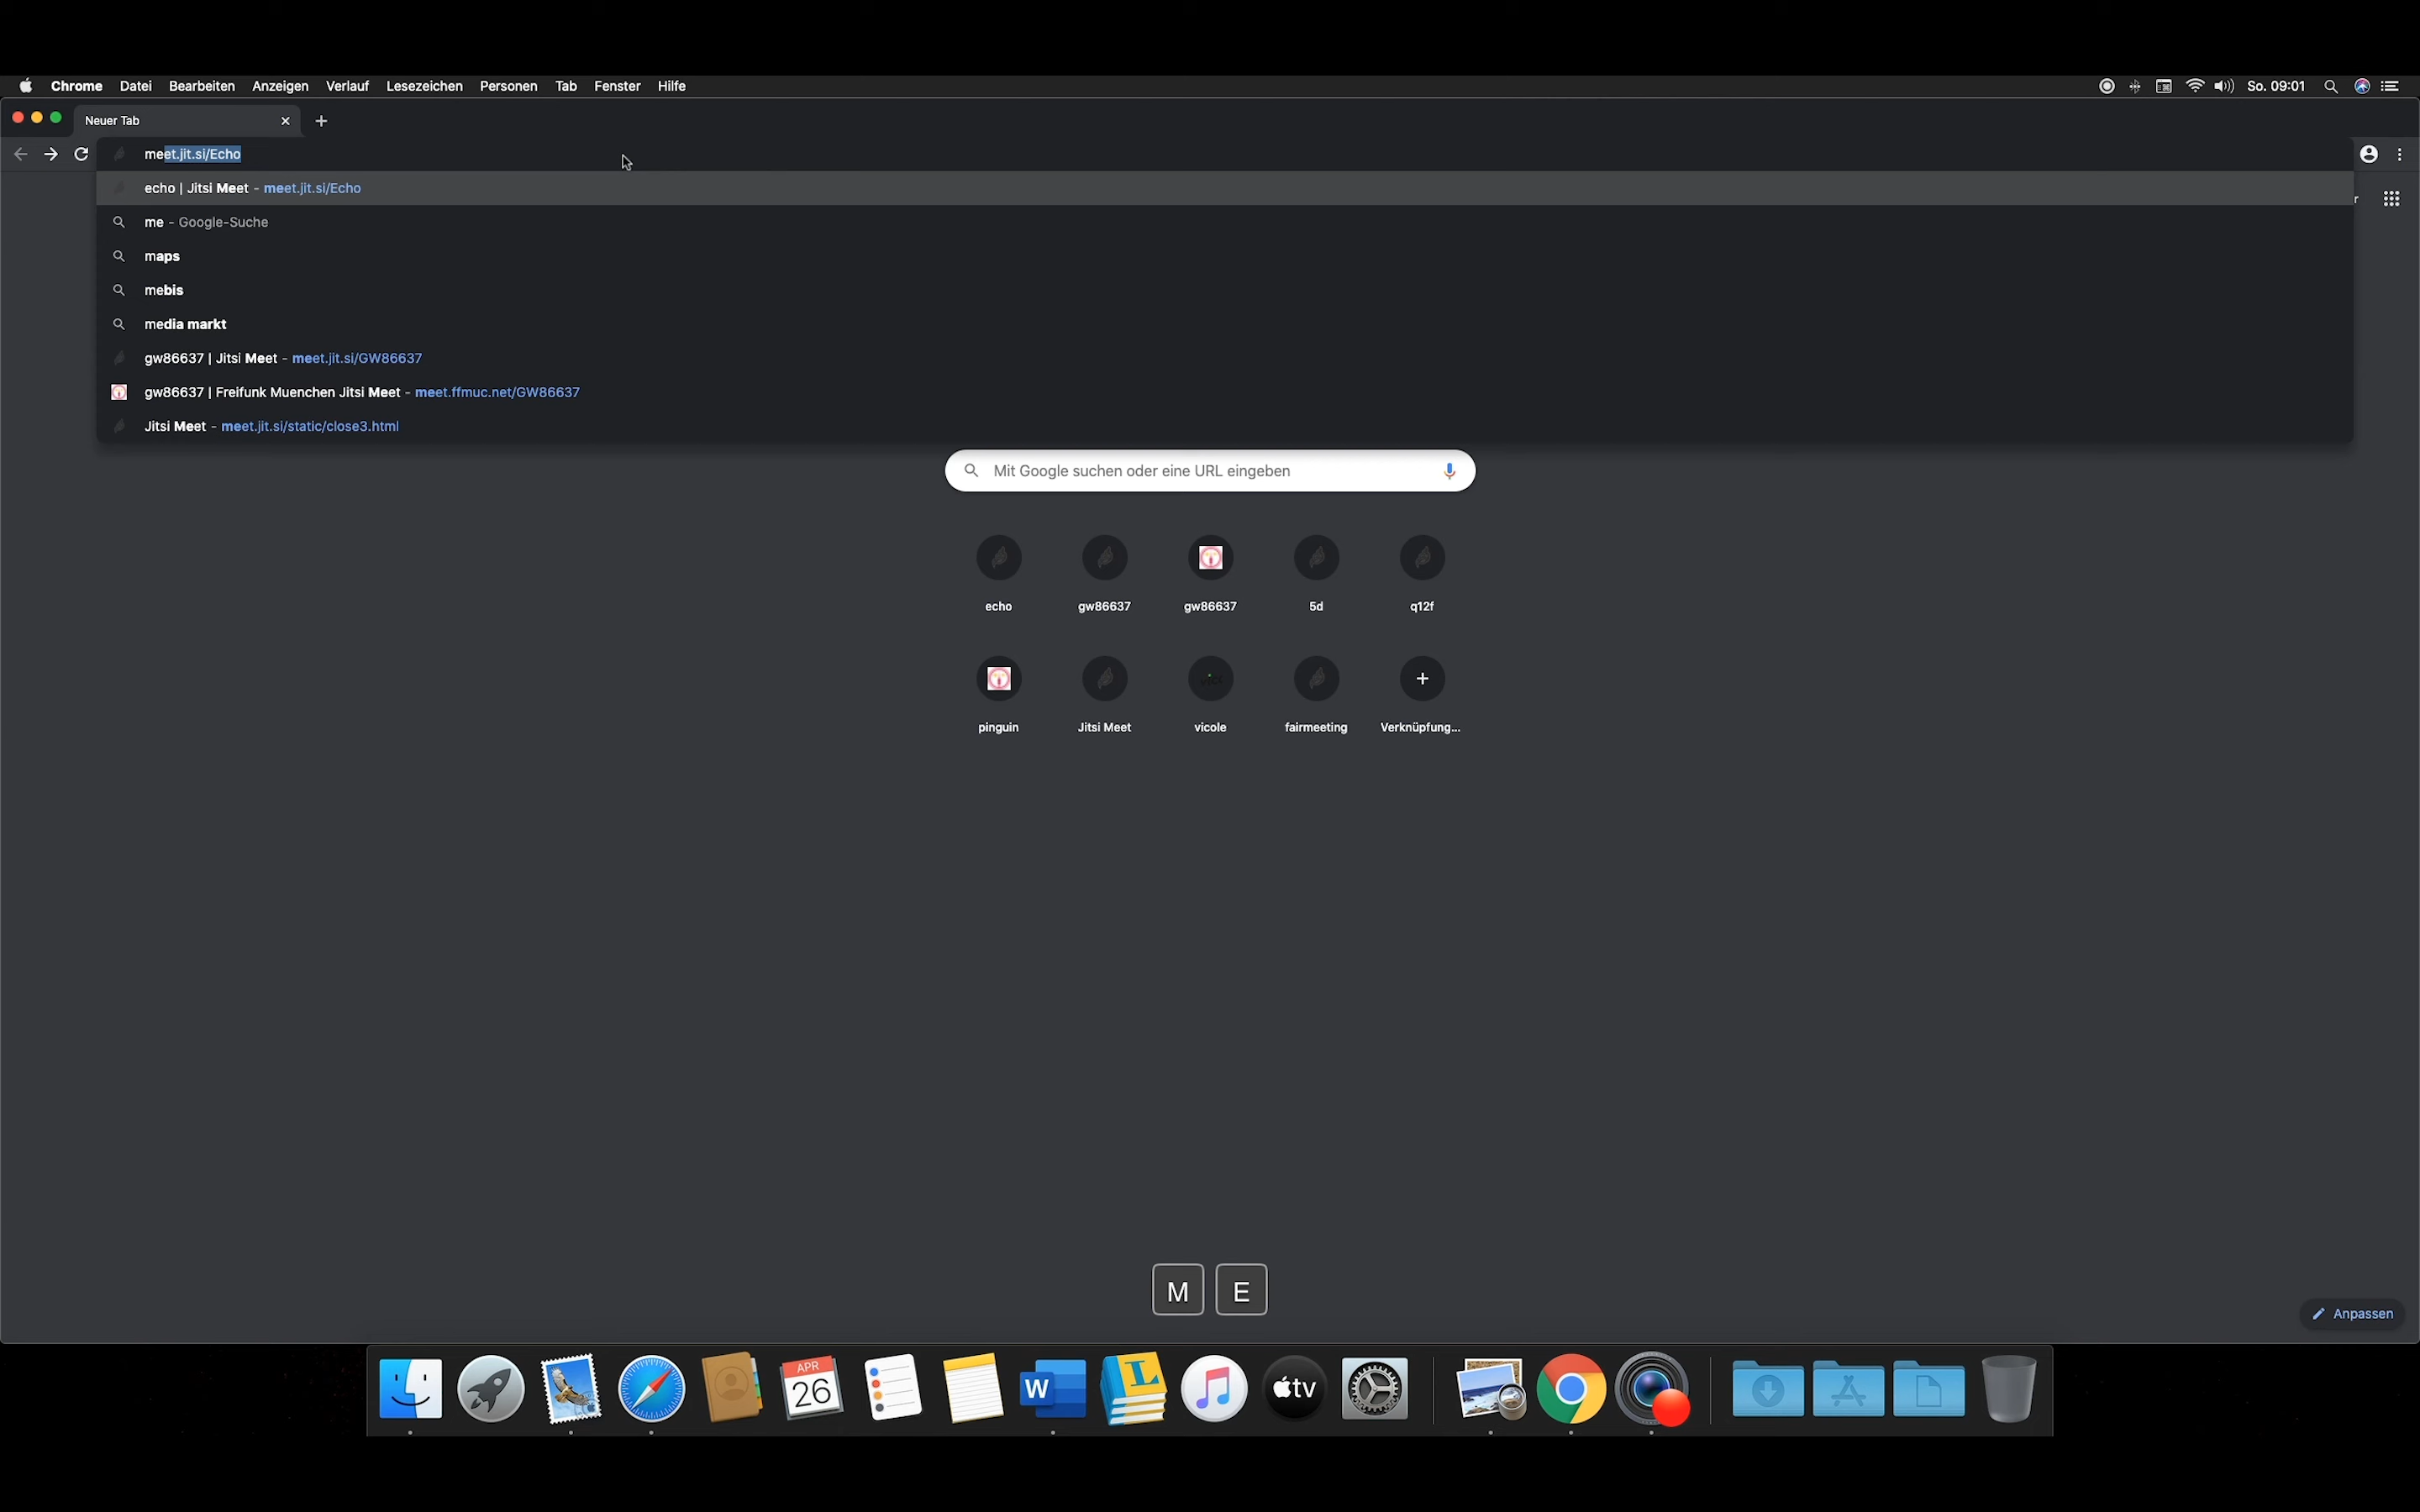 Chrome Datei Bearbeiten Anzeigen Verlauf Lesezeichen Personen Tab Fenster Hilfe So. 09:01
Neuer Tab
meet.jit.si/Echo
echo | Jitsi Meet - meet.jit.si/Echo
r
me - Google-Suche
maps
mebis
media markt
gw86637 | Jitsi Meet - meet.jit.si/GW86637
gw86637 | Freifunk Muenchen Jitsi Meet - meet.ffmuc.net/GW86637
Jitsi Meet - meet.jit.si/static/close3.html
Mit Google suchen oder eine URL eingeben
echo gw86637 gw86637 5d q12f
pinguin Jitsi Meet vicole fairmeeting Verknüpfung...
M E
Anpassen
APR
26
W
L
tv